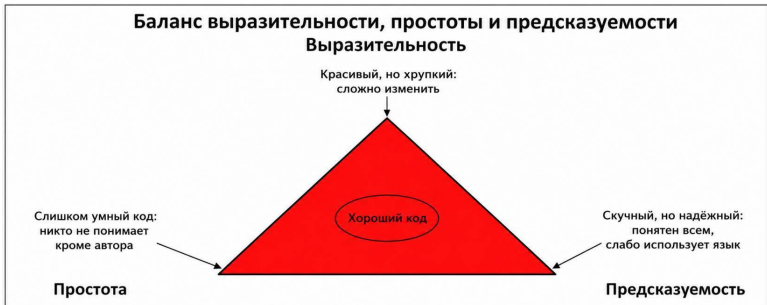 Баланс выразительности, простоты и предсказуемости
Выразительность
Красивый, но хрупкий:
сложно изменить
Хороший код
Слишком умный код:
никто не понимает
кроме автора
Скучный, но надёжный:
понятен всем,
слабо использует язык
Простота
Предсказуемость